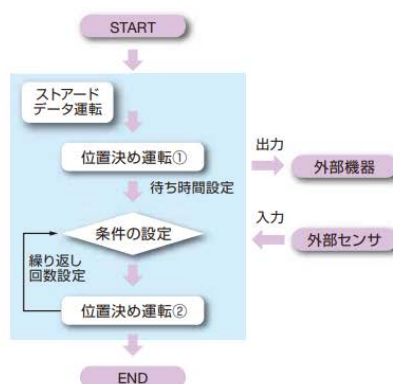 START
ストアード
データ運転
位置決め運転①
出力
外部機器
待ち時間設定
入力
条件の設定
外部センサ
繰り返し
回数設定
位置決め運転②
END